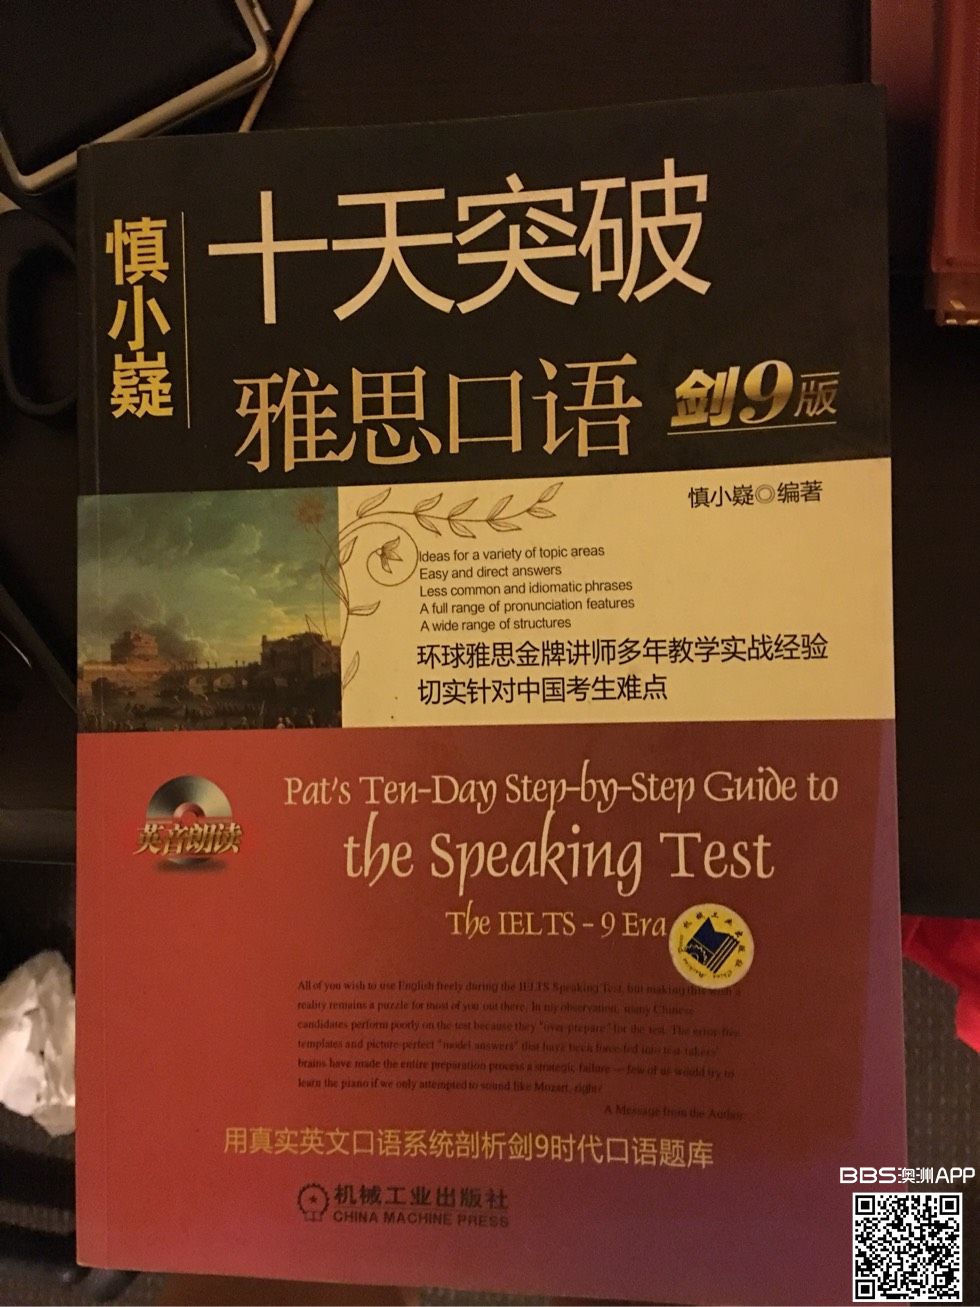 慎小嶷
十天突破
雅思口语
剑9版
慎小嶷◎编著
Ideas for a variety of topic areas
Easy and direct answers
Less common and idiomatic phrases
A full range of pronunciation features
A wide range of structures
环球雅思金牌讲师多年教学实战经验
切实针对中国考生难点
英音朗读
Pat's Ten-Day Step-by-Step Guide to
the Speaking Test
The IELTS - 9 Era
All of you wish to use English freely during the IELTS Speaking Test, but making this wish a
reality remains a puzzle for most of you out there. In my observation, many Chinese
candidates perform poorly on the test because they "over-prepare" for the test. The error-free
templates and picture-perfect "model answers" that have been force-fed into test-takers'
brains have made the entire preparation process a strategic failure — few of us would try to
learn the piano if we only attempted to sound like Mozart, right?
A Message from the Author
用真实英文口语系统剖析剑9时代口语题库
机械工业出版社
CHINA MACHINE PRESS
BBS澳洲APP